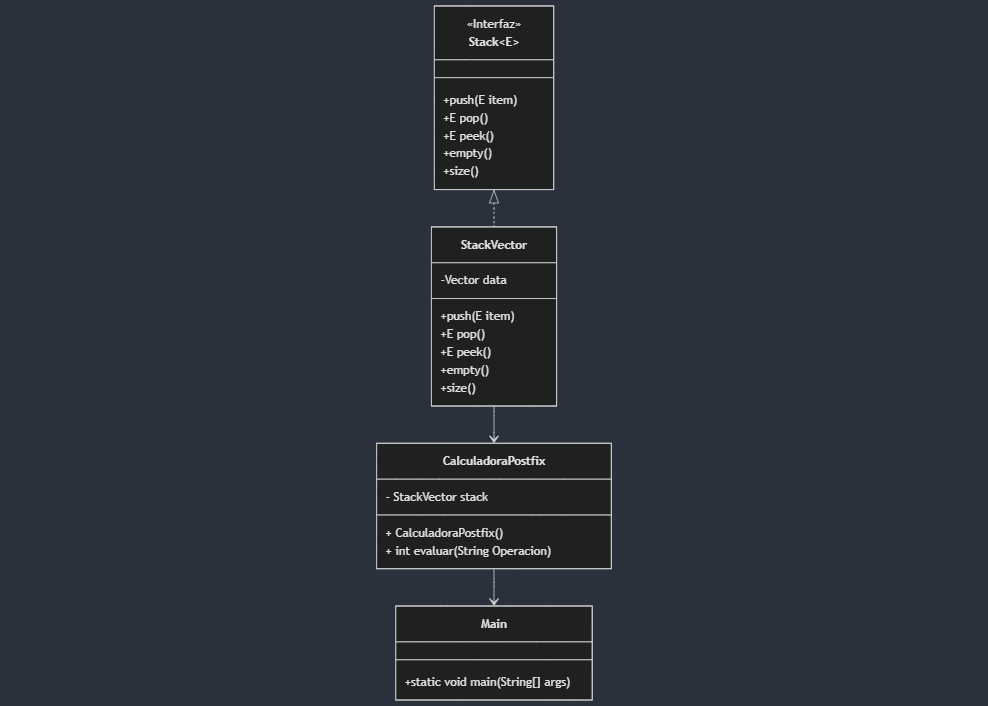 «Interfaz»
Stack<E>
+push(E item)
+E pop()
+E peek()
+empty()
+size()
StackVector
-Vector data
+push(E item)
+E pop()
+E peek()
+empty()
+size()
CalculadoraPostfix
- StackVector stack
+ CalculadoraPostfix()
+ int evaluar(String Operacion)
Main
+static void main(String[] args)